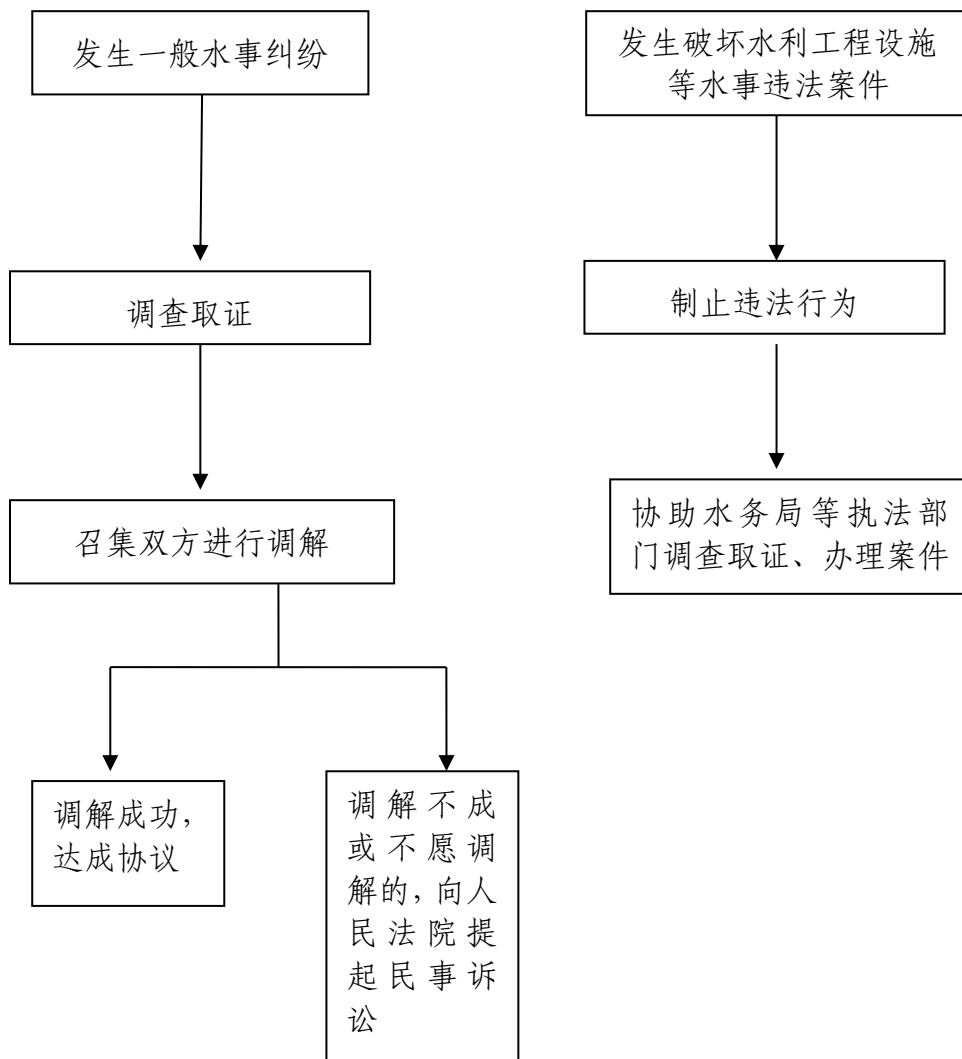 发生一般水事纠纷
发生破坏水利工程设施
等水事违法案件
调查取证
制止违法行为
召集双方进行调解
协助水务局等执法部
门调查取证、办理案件
调解成功，
达成协议
调解不成
或不愿调
解的，向人
民法院提
起民事诉
讼